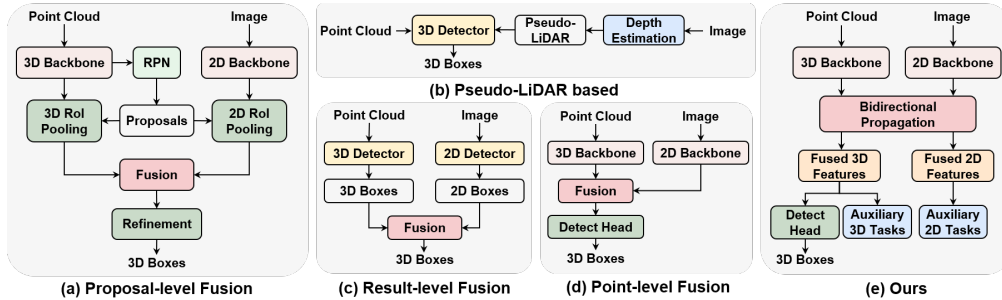 Point Cloud
Image
3D Backbone
RPN
2D Backbone
3D RoI
Pooling
Proposals
2D RoI
Pooling
Fusion
Refinement
3D Boxes
(a) Proposal-level Fusion
Point Cloud
3D Detector
Pseudo-
LiDAR
Depth
Estimation
Image
3D Boxes
(b) Pseudo-LiDAR based
Point Cloud
Image
3D Detector
2D Detector
3D Boxes
2D Boxes
Fusion
3D Boxes
(c) Result-level Fusion
Point Cloud
Image
3D Backbone
2D Backbone
Fusion
Detect Head
3D Boxes
(d) Point-level Fusion
Point Cloud
Image
3D Backbone
2D Backbone
Bidirectional
Propagation
Fused 3D
Features
Fused 2D
Features
Detect
Head
Auxiliary
3D Tasks
Auxiliary
2D Tasks
3D Boxes
(e) Ours